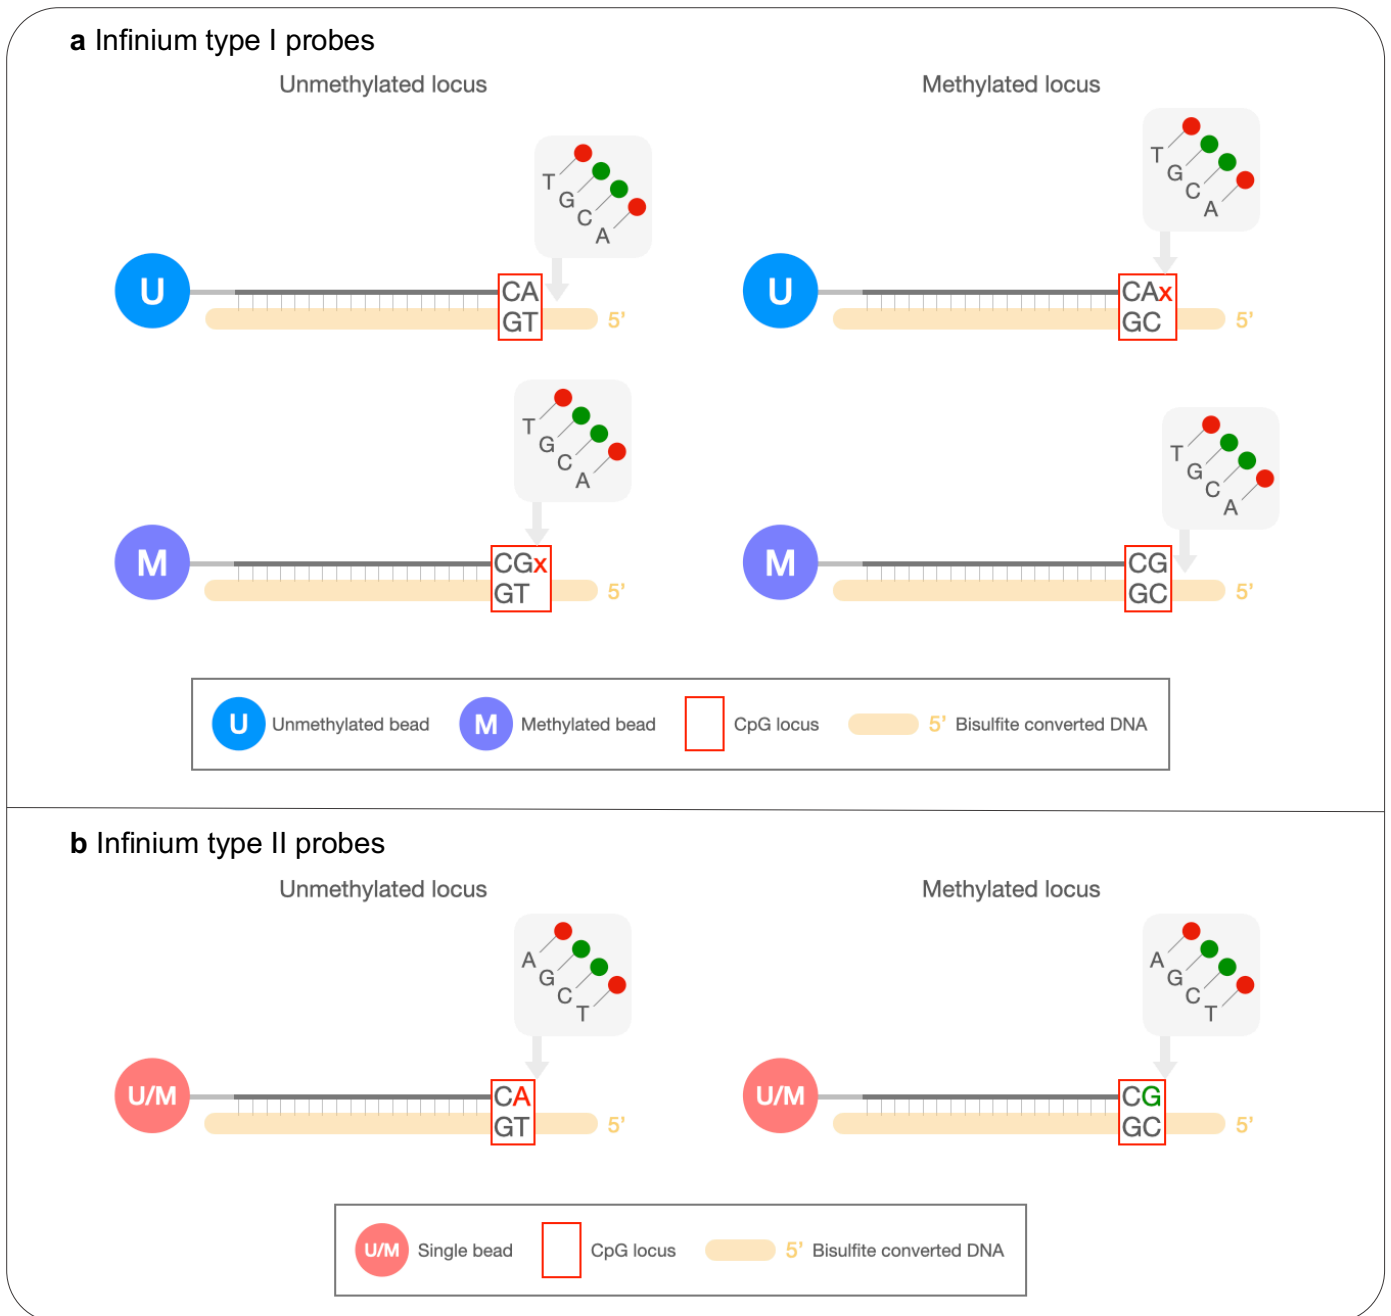 a Infinium type I probes
Unmethylated locus
Methylated locus
T
G
C
A
T
G
C
A
U
CA
GT
5’
U
CAx
GC
5’
T
G
C
A
T
G
C
A
M
CGx
GT
5’
M
CG
GC
5’
U Unmethylated bead M Methylated bead CpG locus 5’ Bisulfite converted DNA
b Infinium type II probes
Unmethylated locus
Methylated locus
A
G
C
T
A
G
C
T
U/M
CA
GT
5’
U/M
CG
GC
5’
U/M Single bead CpG locus 5’ Bisulfite converted DNA